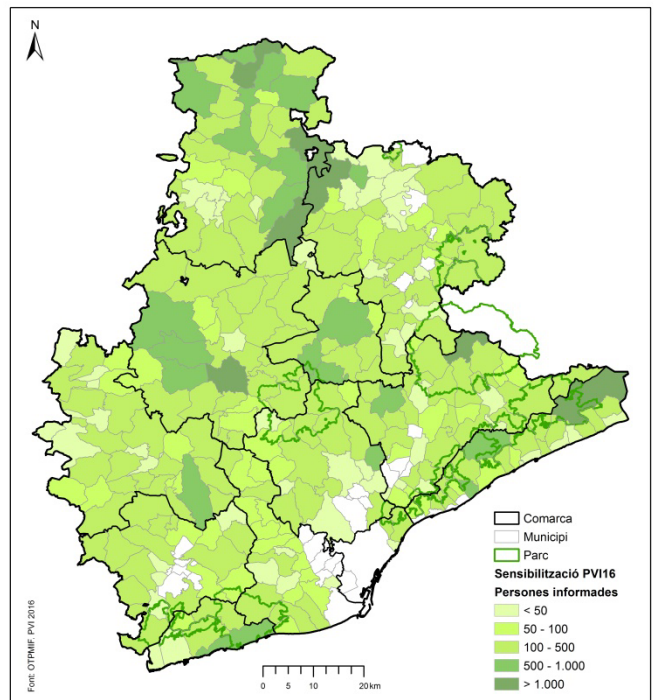 N
Comarca
Municipi
Parc
Sensibilització PVI16
Persones informades
< 50
50 - 100
100 - 500
500 - 1.000
> 1.000
0 5 10 20 km
Font: OTPMIF. PVI 2016